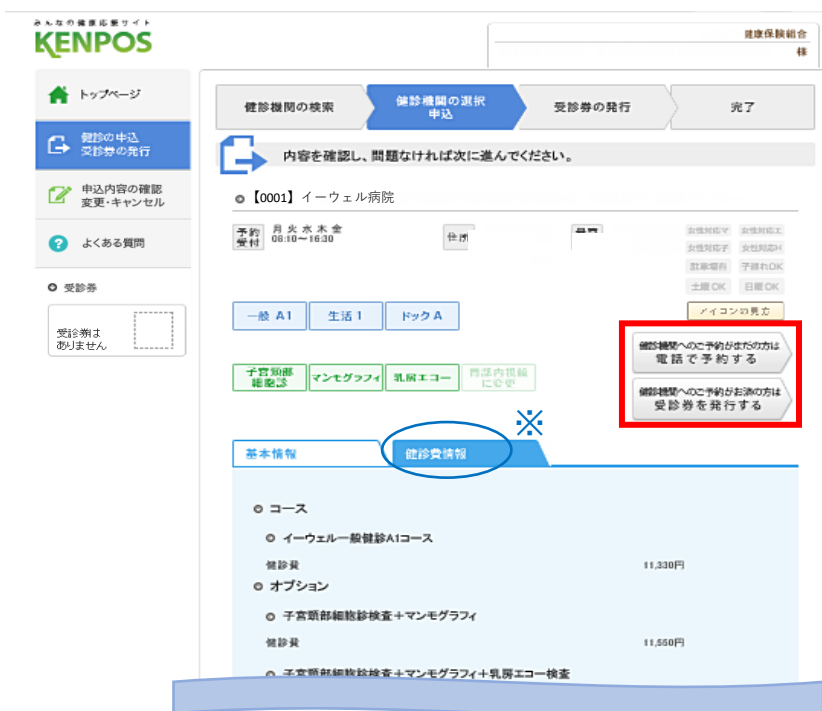 みんなの健康応援サイト
KENPOS
健康保険組合
様
トップページ
健診の申込
受診券の発行
申込内容の確認
変更・キャンセル
よくある質問
受診券
受診券は
ありません
健診機関の検索
健診機関の選択
申込
受診券の発行
完了
内容を確認し、問題なければ次に進んでください。
【0001】イーウェル病院
予約
受付
月 火 水 木 金
08:10～16:30
住所
女性対応マ
女性対応エ
女性対応子
女性対応H
駐車場有
子連れOK
土曜OK
日曜OK
アイコンの見方
一般 A1
生活 1
ドック A
健診機関へのご予約がまだの方は
電話で予約する
健診機関へのご予約がお済の方は
受診券を発行する
子宮頸部
細胞診
マンモグラフィ
乳房エコー
胃部内視鏡
に変更
※
基本情報
健診費情報
コース
イーウェル一般健診A1コース
健診費
11,330円
オプション
子宮頸部細胞診検査＋マンモグラフィ
健診費
11,550円
子宮頸部細胞診検査＋マンモグラフィ＋乳房エコー検査